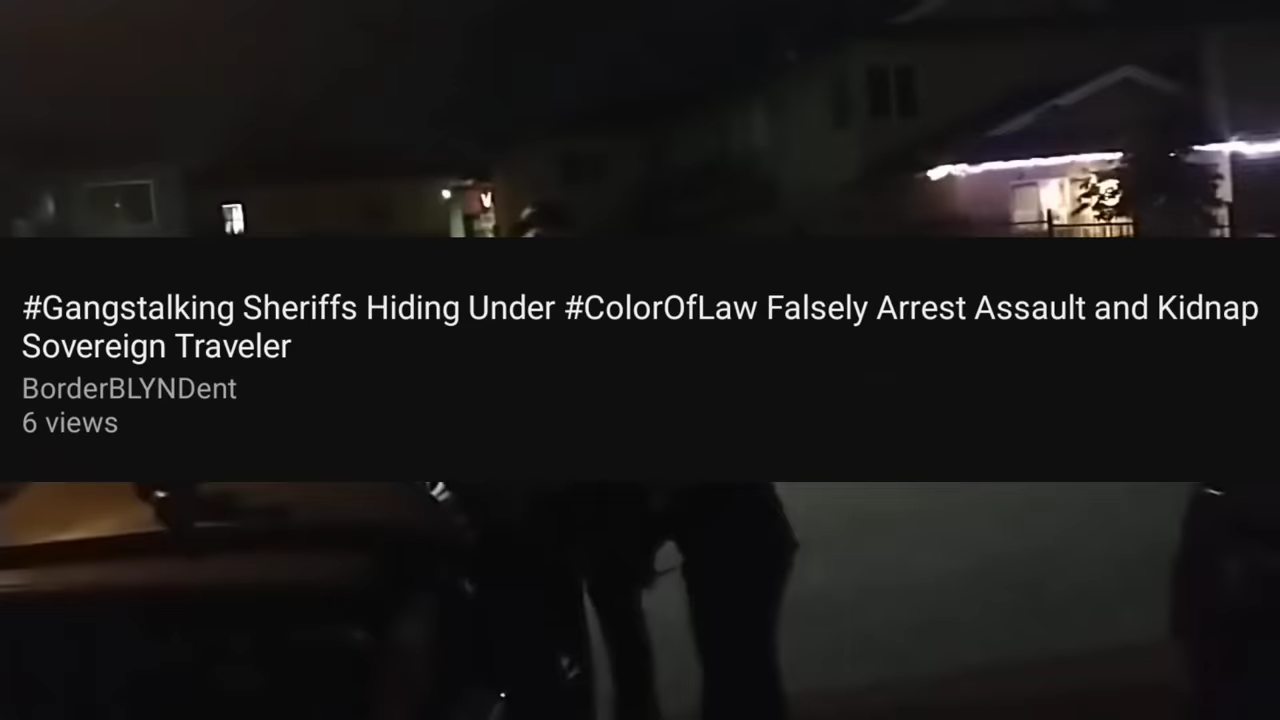 #Gangstalking Sheriffs Hiding Under #ColorOfLaw Falsely Arrest Assault and Kidnap
Sovereign Traveler
BorderBLYNDent
6 views